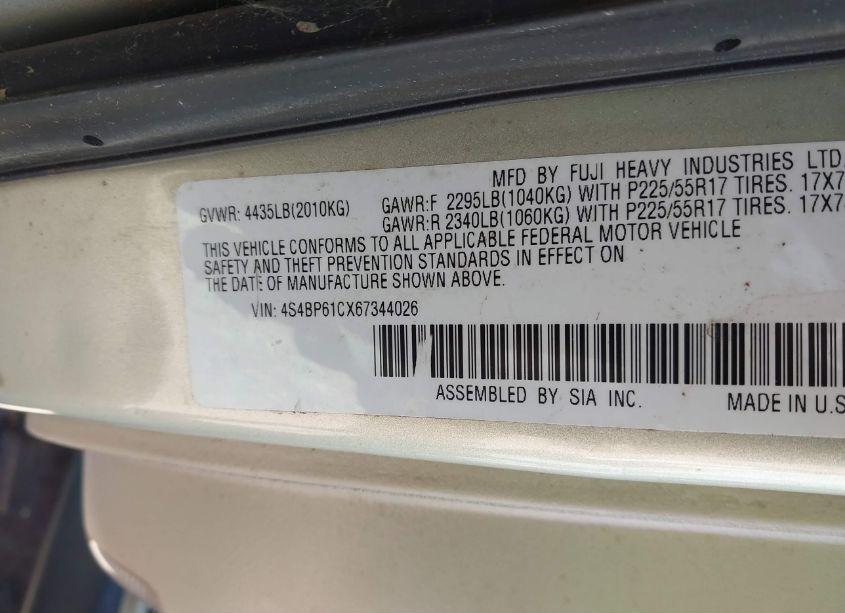 MFD BY FUJI HEAVY INDUSTRIES LTD.
GVWR: 4435LB(2010KG) GAWR:F 2295LB(1040KG) WITH P225/55R17 TIRES. 17X7
GAWR:R 2340LB(1060KG) WITH P225/55R17 TIRES. 17X7
THIS VEHICLE CONFORMS TO ALL APPLICABLE FEDERAL MOTOR VEHICLE
SAFETY AND THEFT PREVENTION STANDARDS IN EFFECT ON
THE DATE OF MANUFACTURE SHOWN ABOVE.
VIN: 4S4BP61CX67344026
ASSEMBLED BY SIA INC. MADE IN U.S